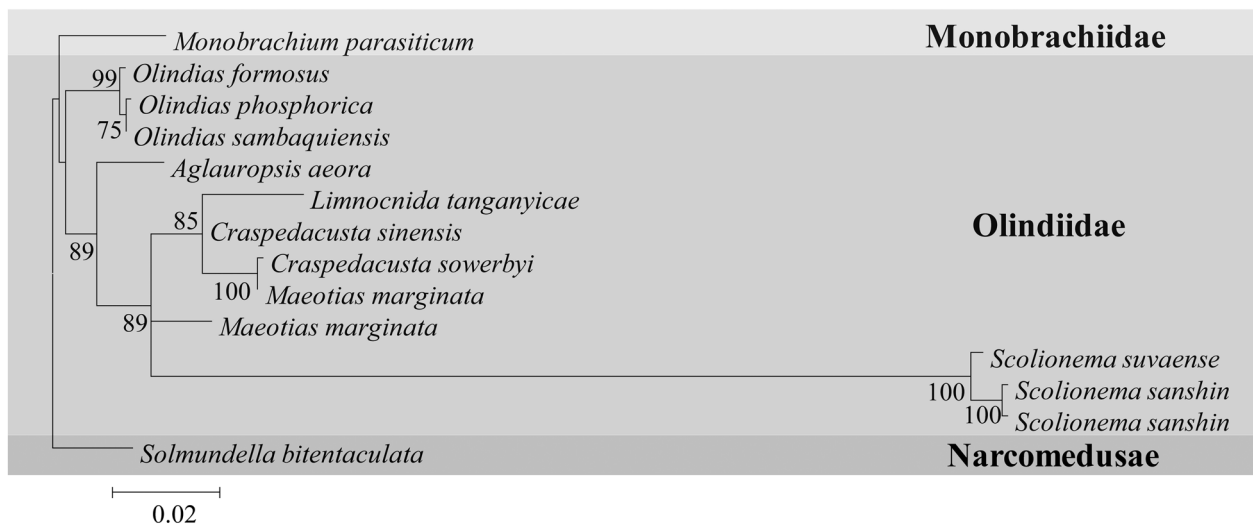 Monobrachium parasiticum
Monobrachiidae
99
Olindias formosus
Olindias phosphorica
75
Olindias sambaquiensis
Aglauropsis aeora
Limnocnida tanganyicae
85
Craspedacusta sinensis
Olindiidae
89
Craspedacusta sowerbyi
100
Maeotias marginata
89
Maeotias marginata
Scolionema suvaense
100
Scolionema sanshin
100
Scolionema sanshin
Solmundella bitentaculata
Narcomedusae
0.02